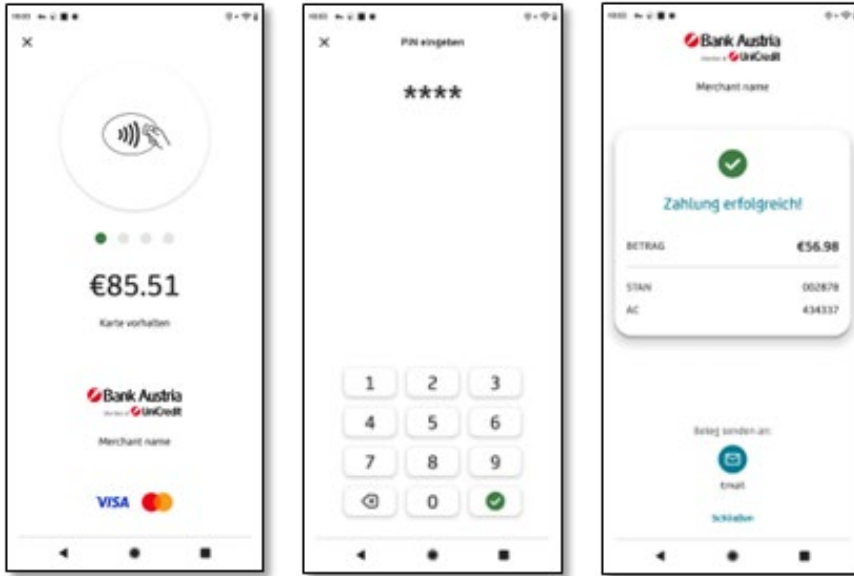 €85.51
Karte vorhalten
Bank Austria
UniCredit
Merchant name
VISA
PIN eingeben
****
1 2 3
4 5 6
7 8 9
0
Bank Austria
UniCredit
Merchant name
Zahlung erfolgreich!
BETRAG €56.98
STAN 002878
AC 434337
Beleg senden an:
Email
Schließen